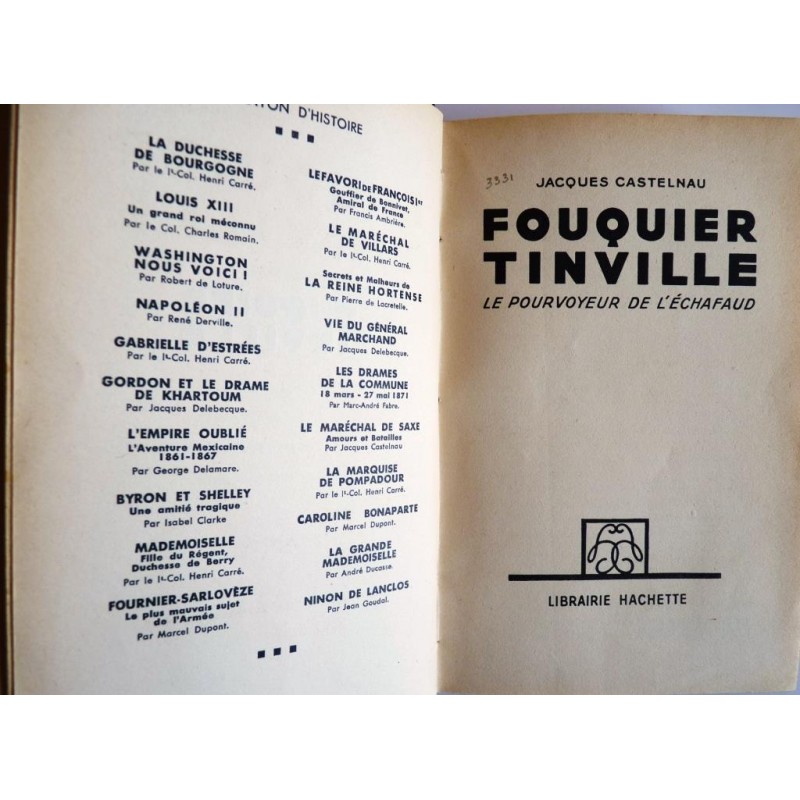 D'HISTOIRE
LA DUCHESSE
DE BOURGOGNE
Par le lt-Col. Henri Carré.
LOUIS XIII
Un grand roi méconnu
Par le Col. Charles Romain.
WASHINGTON
NOUS VOICI !
Par Robert de Loture.
NAPOLÉON II
Par René Derville.
GABRIELLE D'ESTRÉES
Par le lt-Col. Henri Carré.
GORDON ET LE DRAME
DE KHARTOUM
Par Jacques Delebecque.
L'EMPIRE OUBLIÉ
L'Aventure Mexicaine
1861-1867
Par George Delamare.
BYRON ET SHELLEY
Une amitié tragique
Par Isabel Clarke
MADEMOISELLE
Fille du Régent,
Duchesse de Berry
Par le lt-Col. Henri Carré.
FOURNIER-SARLOVÈZE
Le plus mauvais sujet
de l'Armée
Par Marcel Dupont.
LE FAVORI DE FRANÇOIS Ier
Gouffier de Bonnivet,
Amiral de France
Par Francis Ambrière.
LE MARÉCHAL
DE VILLARS
Par le lt-Col. Henri Carré.
Secrets et Malheurs de
LA REINE HORTENSE
Par Pierre de Lacretelle.
VIE DU GÉNÉRAL
MARCHAND
Par Jacques Delebecque.
LES DRAMES
DE LA COMMUNE
18 mars - 27 mai 1871
Par Marc-André Fabre.
LE MARÉCHAL DE SAXE
Amours et Batailles
Par Jacques Castelnau
LA MARQUISE
DE POMPADOUR
Par le lt-Col. Henri Carré.
CAROLINE BONAPARTE
Par Marcel Dupont.
LA GRANDE
MADEMOISELLE
Par André Ducasse.
NINON DE LANCLOS
Par Jean Goudal.
3331
JACQUES CASTELNAU
FOUQUIER
TINVILLE
LE POURVOYEUR DE L'ÉCHAFAUD
LIBRAIRIE HACHETTE